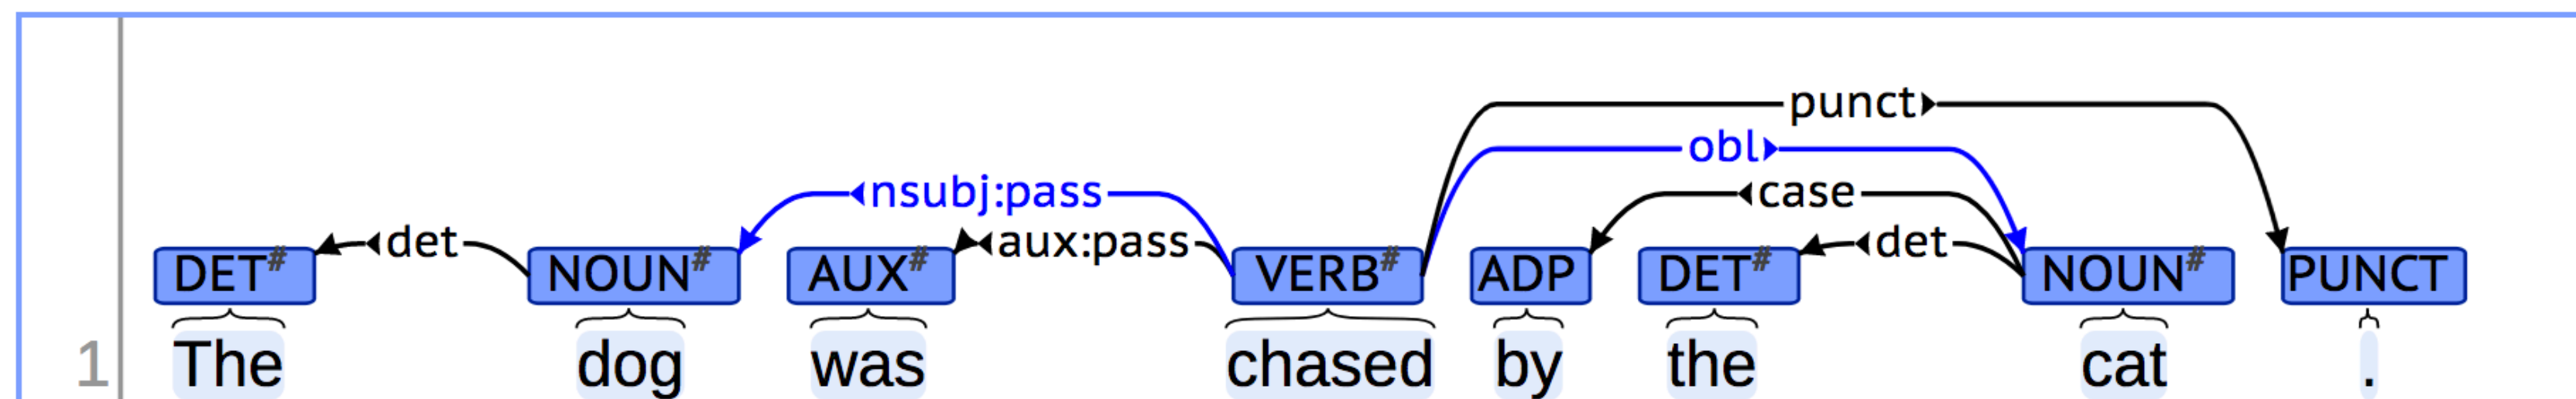 punct
obl
nsubj:pass case
det aux:pass det
DET# NOUN# AUX# VERB# ADP DET# NOUN# PUNCT
1 The dog was chased by the cat .